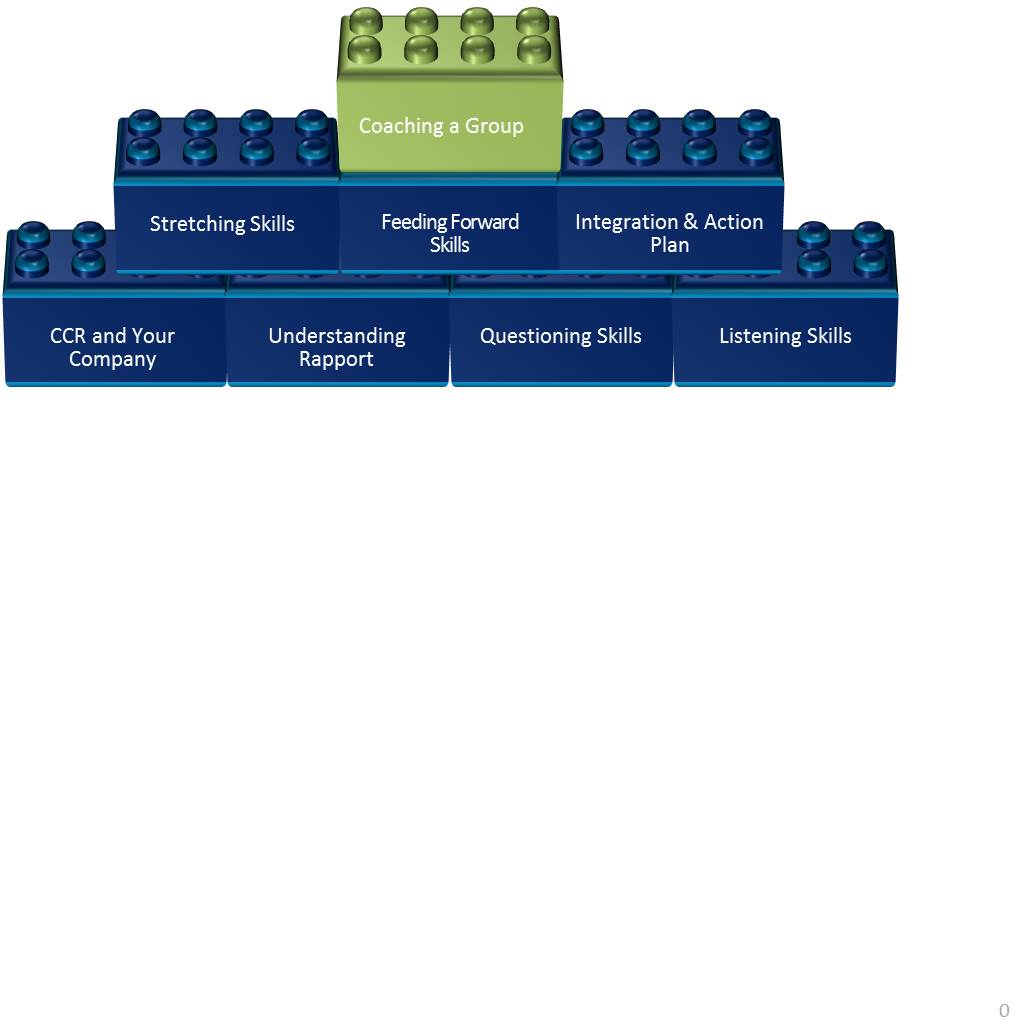 Coaching a Group
Stretching Skills
Feeding Forward
Skills
Integration & Action
Plan
CCR and Your
Company
Understanding
Rapport
Questioning Skills
Listening Skills
0